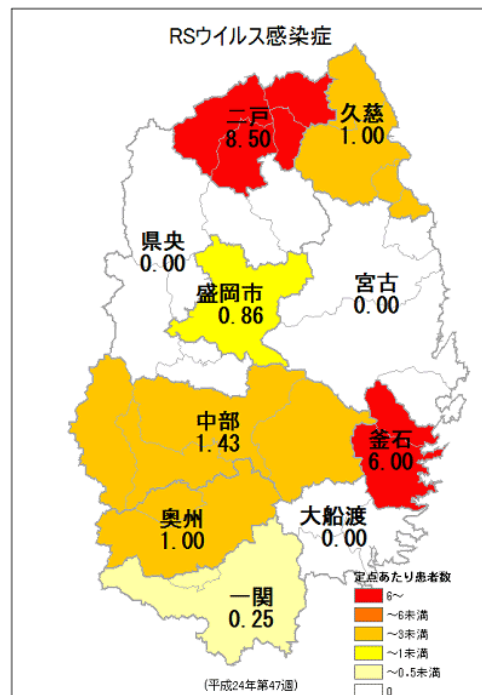 RSウイルス感染症
二戸
8.50
久慈
1.00
県央
0.00
盛岡市
0.86
宮古
0.00
中部
1.43
釜石
6.00
奥州
1.00
大船渡
0.00
一関
0.25
定点あたり患者数
6～
～6未満
～3未満
～1未満
～0.5未満
0
(平成24年第47週)